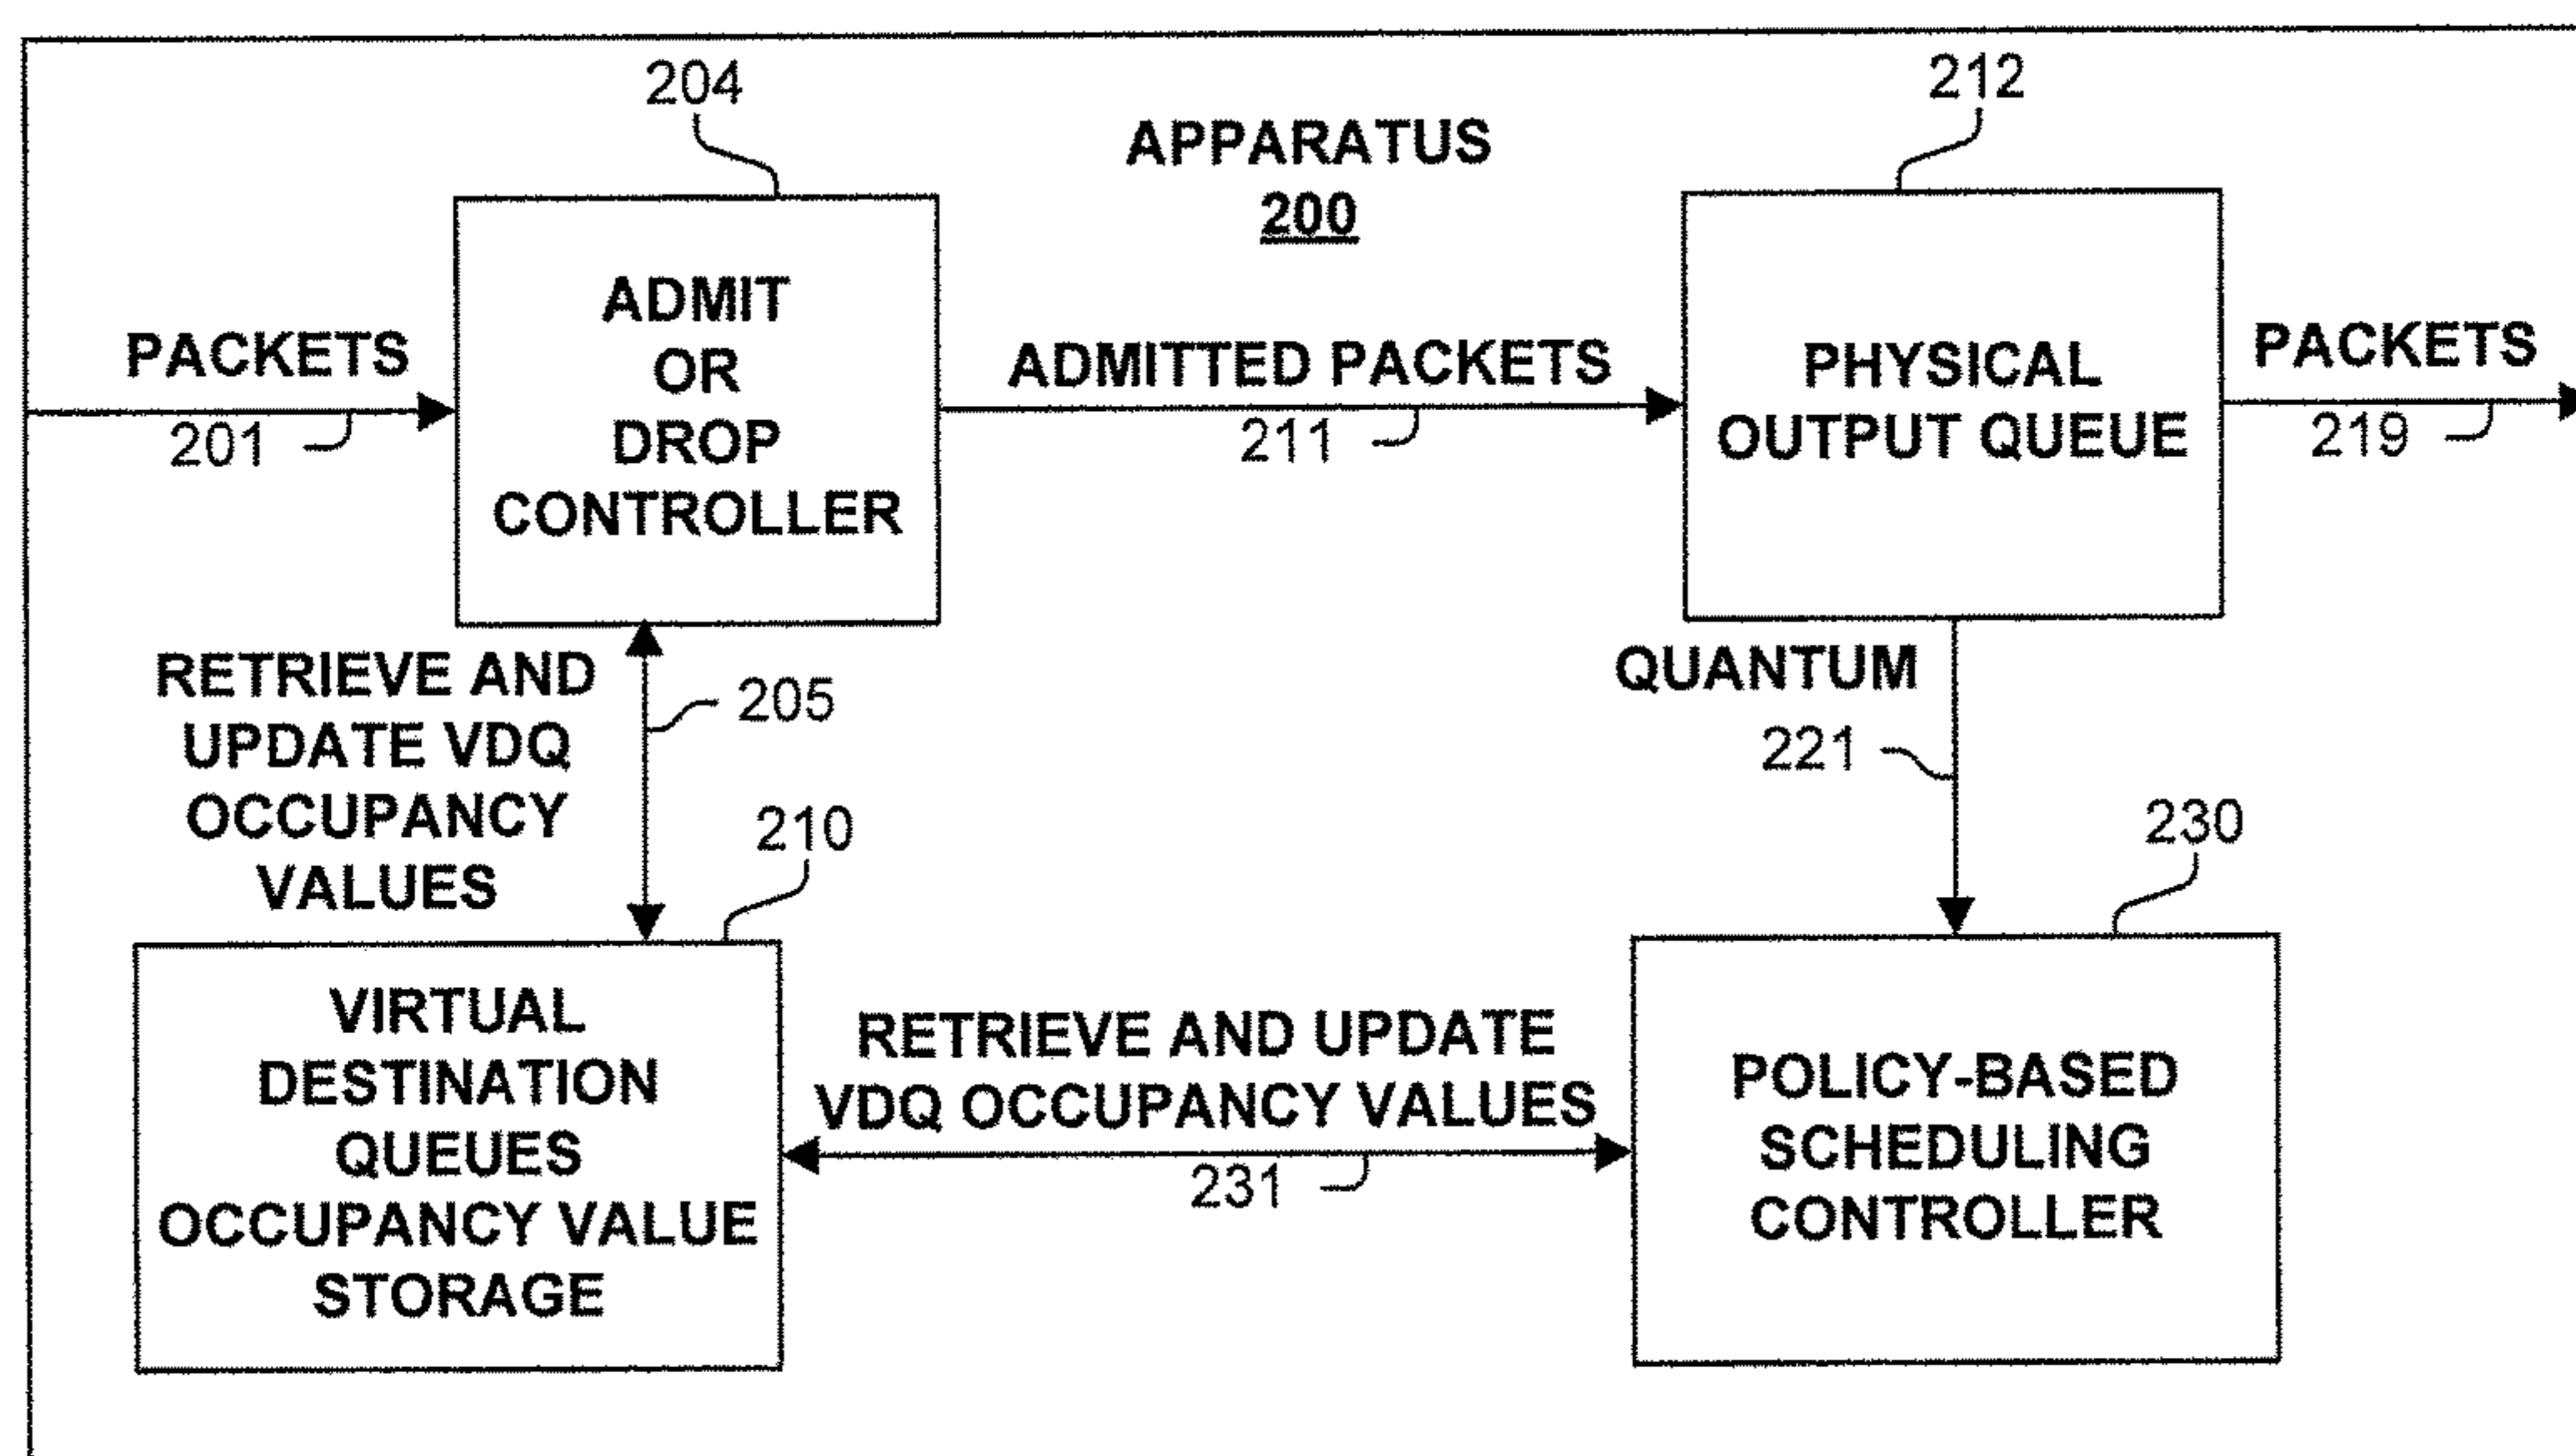 204
212
APPARATUS
200
ADMIT
OR
DROP
CONTROLLER
PHYSICAL
OUTPUT QUEUE
PACKETS
201
ADMITTED PACKETS
211
PACKETS
219
RETRIEVE AND
UPDATE VDQ
OCCUPANCY
VALUES
205
QUANTUM
221
210
230
VIRTUAL
DESTINATION
QUEUES
OCCUPANCY VALUE
STORAGE
RETRIEVE AND UPDATE
VDQ OCCUPANCY VALUES
231
POLICY-BASED
SCHEDULING
CONTROLLER